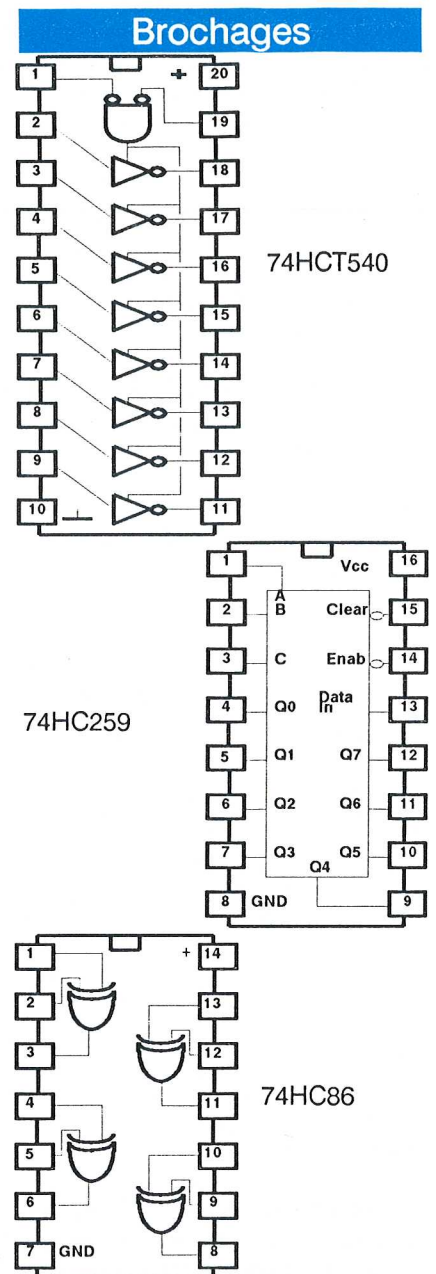 Brochages
1 + 20
2 19
3 18
4 17
5 16
6 15
7 14
8 13
9 12
10 11
74HCT540
1 Vcc 16
A
2 B Clear 15
3 C Enab 14
4 Q0 Data In 13
5 Q1 Q7 12
6 Q2 Q6 11
7 Q3 Q5 10
Q4
8 GND 9
74HC259
1 + 14
2 13
3 12
4 11
5 10
6 9
7 GND 8
74HC86